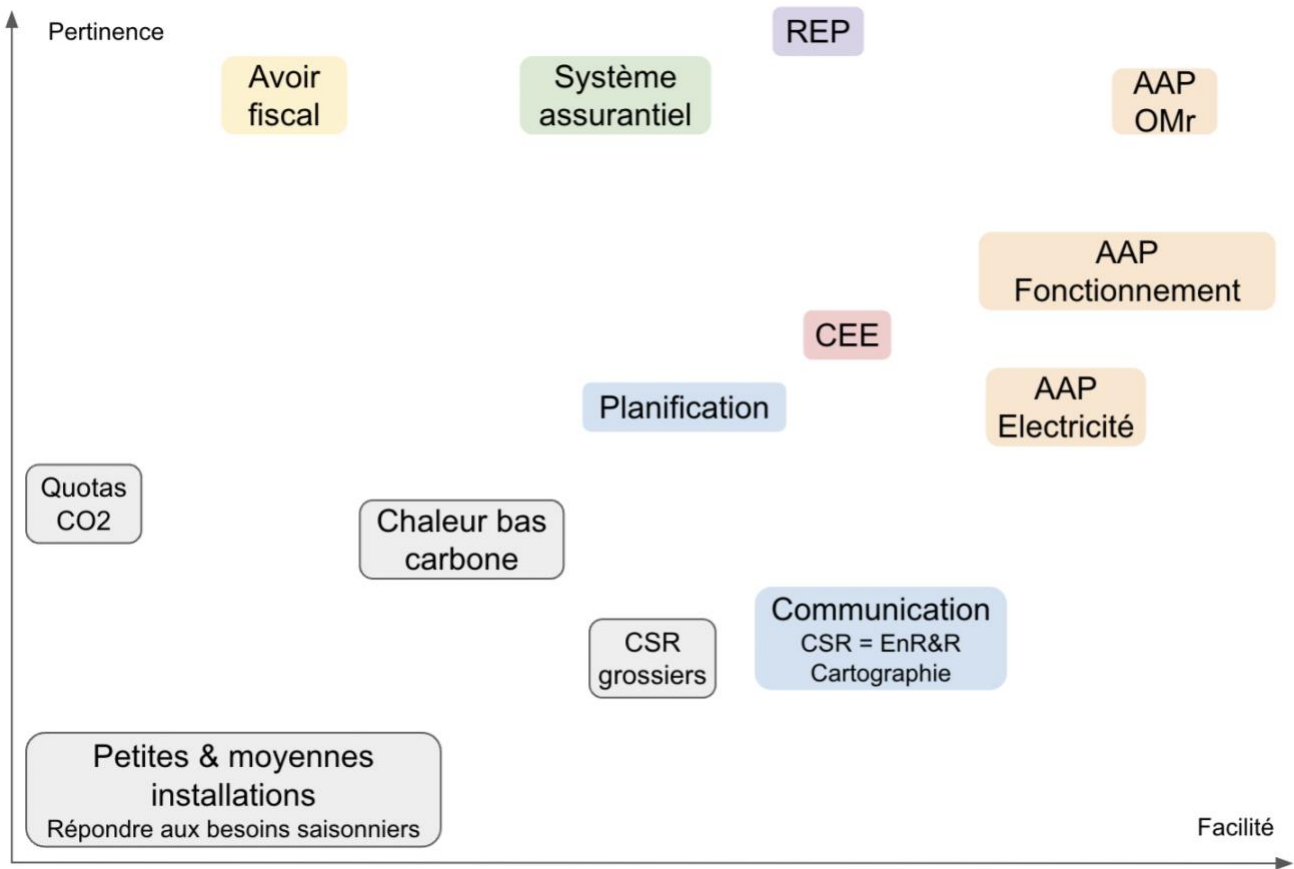 Pertinence
REP
Avoir
fiscal
Système
assurantiel
AAP
OMr
AAP
Fonctionnement
CEE
AAP
Electricité
Planification
Quotas
CO2
Chaleur bas
carbone
Communication
CSR = EnR&R
Cartographie
CSR
grossiers
Petites & moyennes
installations
Répondre aux besoins saisonniers
Facilité